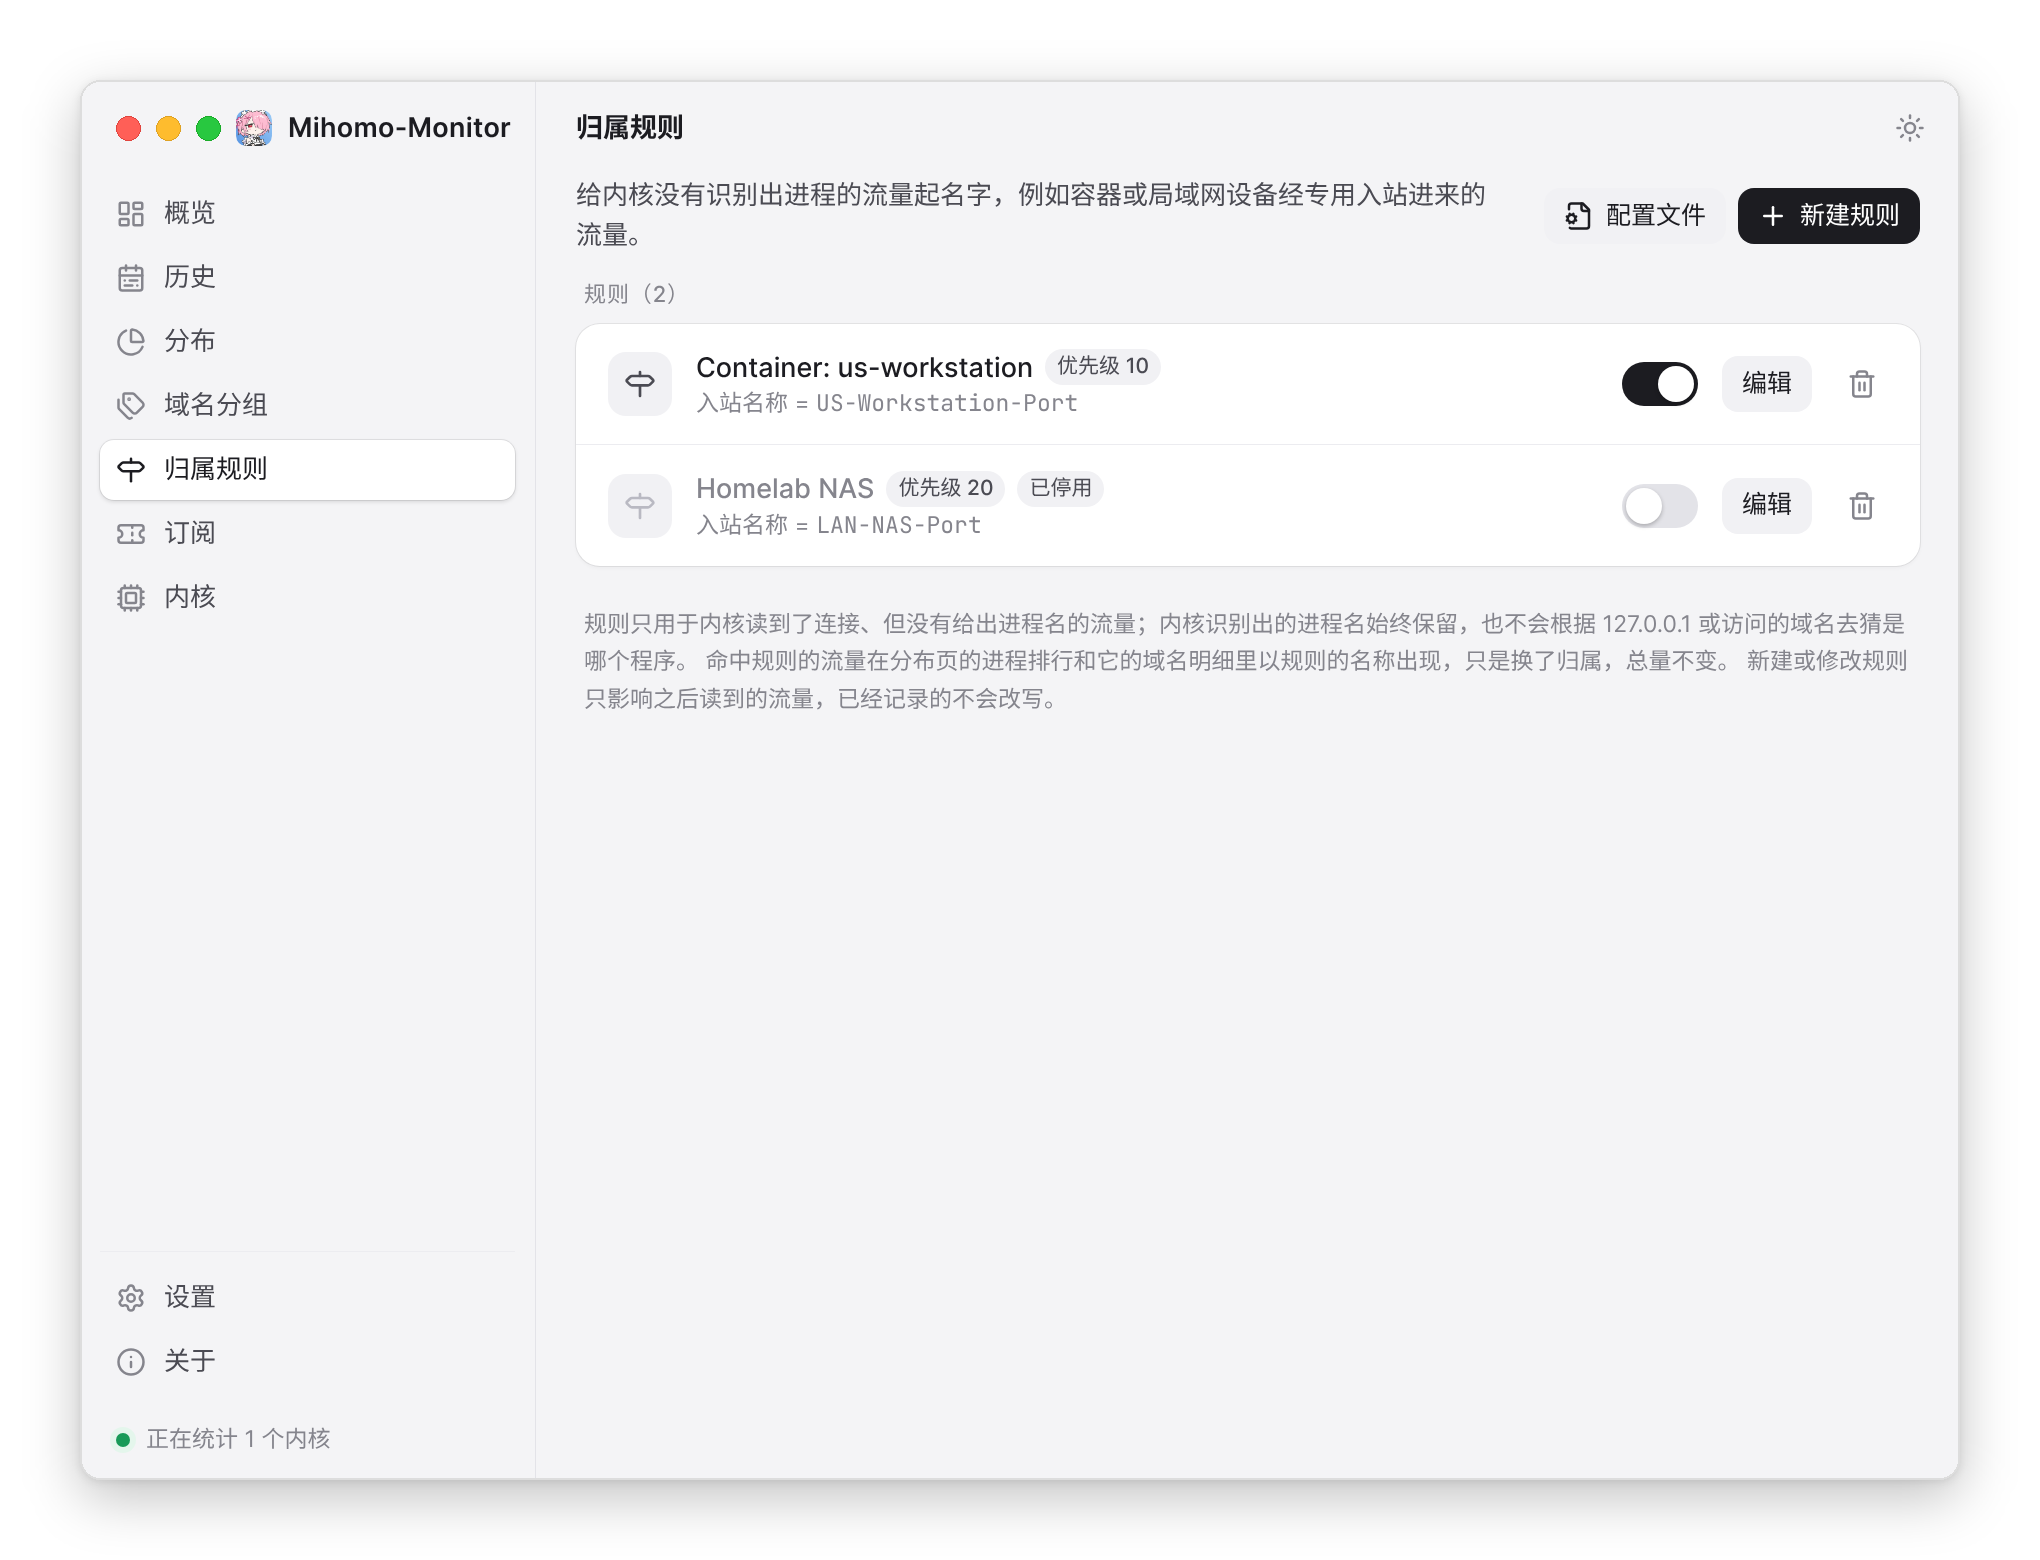 Mihomo-Monitor
概览
历史
分布
域名分组
归属规则
订阅
内核
设置
关于
正在统计 1 个内核
归属规则
给内核没有识别出进程的流量起名字，例如容器或局域网设备经专用入站进来的
流量。
配置文件
新建规则
规则（2）
Container: us-workstation 优先级 10
入站名称 = US-Workstation-Port
编辑
Homelab NAS 优先级 20 已停用
入站名称 = LAN-NAS-Port
编辑
规则只用于内核读到了连接、但没有给出进程名的流量；内核识别出的进程名始终保留，也不会根据 127.0.0.1 或访问的域名去猜是
哪个程序。 命中规则的流量在分布页的进程排行和它的域名明细里以规则的名称出现，只是换了归属，总量不变。 新建或修改规则
只影响之后读到的流量，已经记录的不会改写。